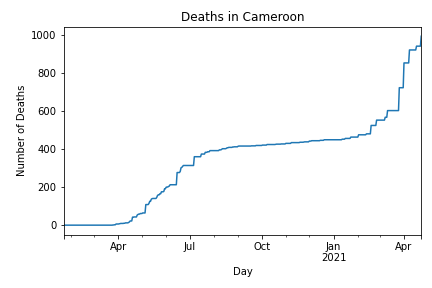 Deaths in Cameroon
Number of Deaths
1000
800
600
400
200
0
Apr
Jul
Oct
Jan
2021
Apr
Day